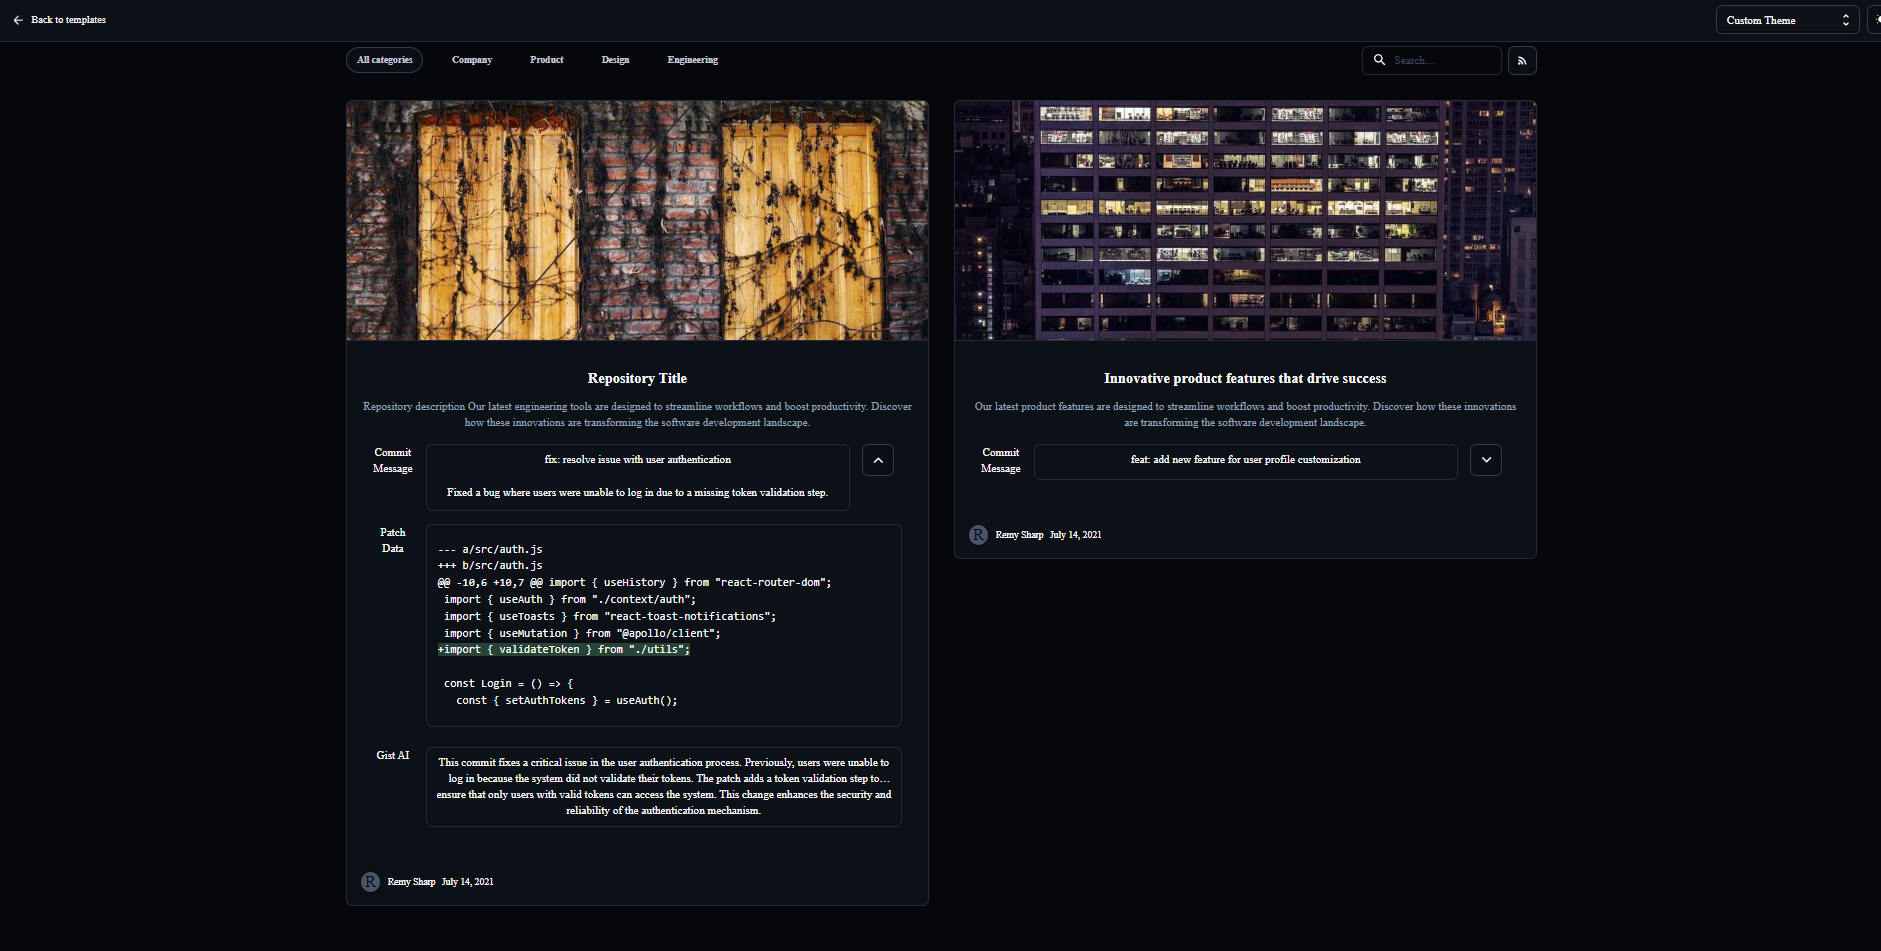 Back to templates
Custom Theme
All categories
Company
Product
Design
Engineering
Search…
Repository Title
Repository description Our latest engineering tools are designed to streamline workflows and boost productivity. Discover
how these innovations are transforming the software development landscape.
Commit
Message
fix: resolve issue with user authentication
Fixed a bug where users were unable to log in due to a missing token validation step.
Patch
Data
--- a/src/auth.js
+++ b/src/auth.js
@@ -10,6 +10,7 @@ import { useHistory } from "react-router-dom";
import { useAuth } from "./context/auth";
import { useToasts } from "react-toast-notifications";
import { useMutation } from "@apollo/client";
+import { validateToken } from "./utils";
const Login = () => {
const { setAuthTokens } = useAuth();
Gist AI
This commit fixes a critical issue in the user authentication process. Previously, users were unable to
log in because the system did not validate their tokens. The patch adds a token validation step to…
ensure that only users with valid tokens can access the system. This change enhances the security and
reliability of the authentication mechanism.
R
Remy Sharp July 14, 2021
Innovative product features that drive success
Our latest product features are designed to streamline workflows and boost productivity. Discover how these innovations
are transforming the software development landscape.
Commit
Message
feat: add new feature for user profile customization
R
Remy Sharp July 14, 2021